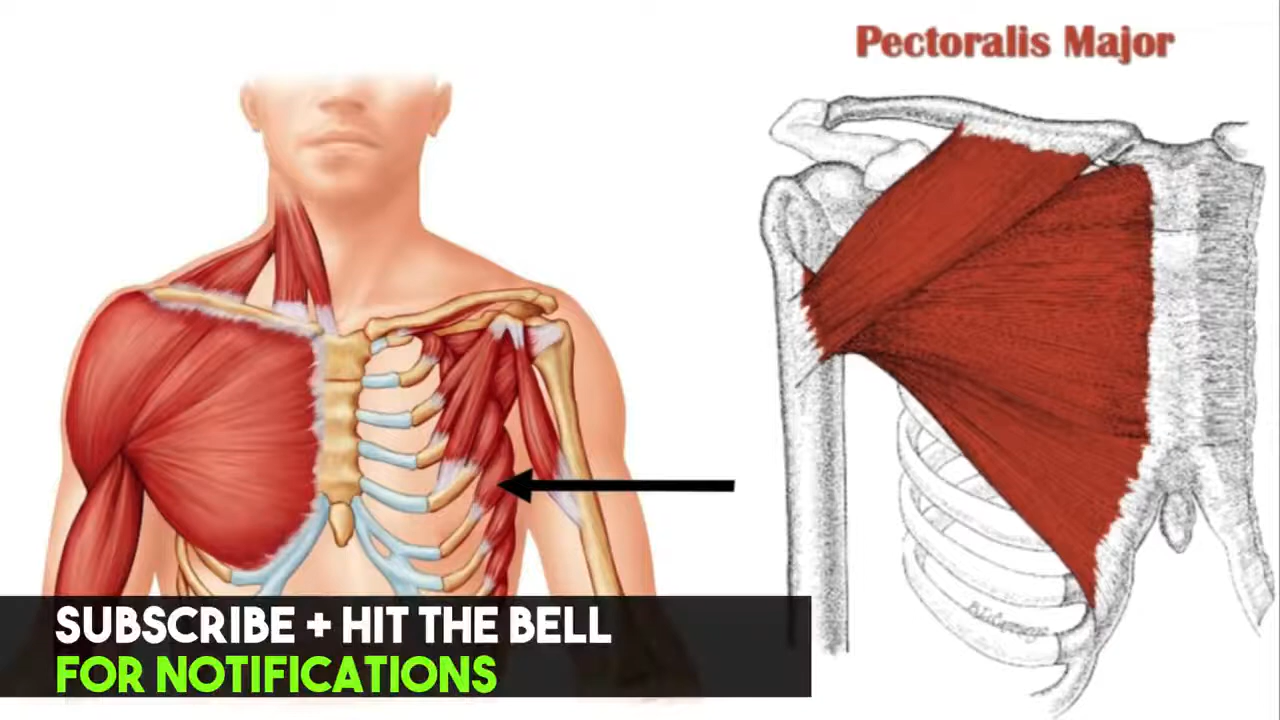 Pectoralis Major
SUBSCRIBE + HIT THE BELL
FOR NOTIFICATIONS